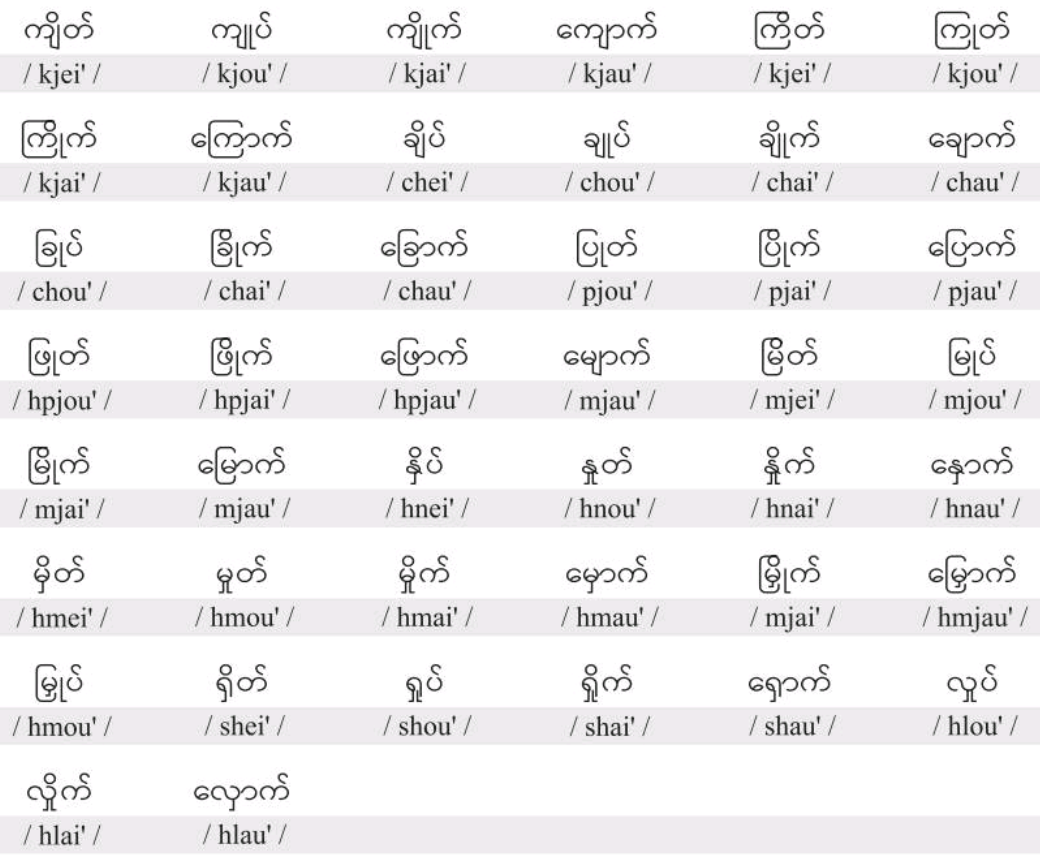 ကျိတ် ကျုပ် ကျိုက် ကျောက် ကြိတ် ကြုတ်
/ kjei' / / kjou' / / kjai' / / kjau' / / kjei' / / kjou' /
ကြိုက် ကြောက် ချိပ် ချုပ် ချိုက် ချောက်
/ kjai' / / kjau' / / chei' / / chou' / / chai' / / chau' /
ခြုပ် ခြိုက် ခြောက် ပြုတ် ပြိုက် ပြောက်
/ chou' / / chai' / / chau' / / pjou' / / pjai' / / pjau' /
ဖြုတ် ဖြိုက် ဖြောက် မျောက် မြိတ် မြုပ်
/ hpjou' / / hpjai' / / hpjau' / / mjau' / / mjei' / / mjou' /
မြိုက် မြောက် နှိပ် နှုတ် နှိုက် နှောက်
/ mjai' / / mjau' / / hnei' / / hnou' / / hnai' / / hnau' /
မှိတ် မှုတ် မှိုက် မှောက် မြှိုက် မြှောက်
/ hmei' / / hmou' / / hmai' / / hmau' / / mjai' / / hmjau' /
မြှုပ် ရှိတ် ရှုပ် ရှိုက် ရှောက် လှုပ်
/ hmou' / / shei' / / shou' / / shai' / / shau' / / hlou' /
လှိုက် လှောက်
/ hlai' / / hlau' /